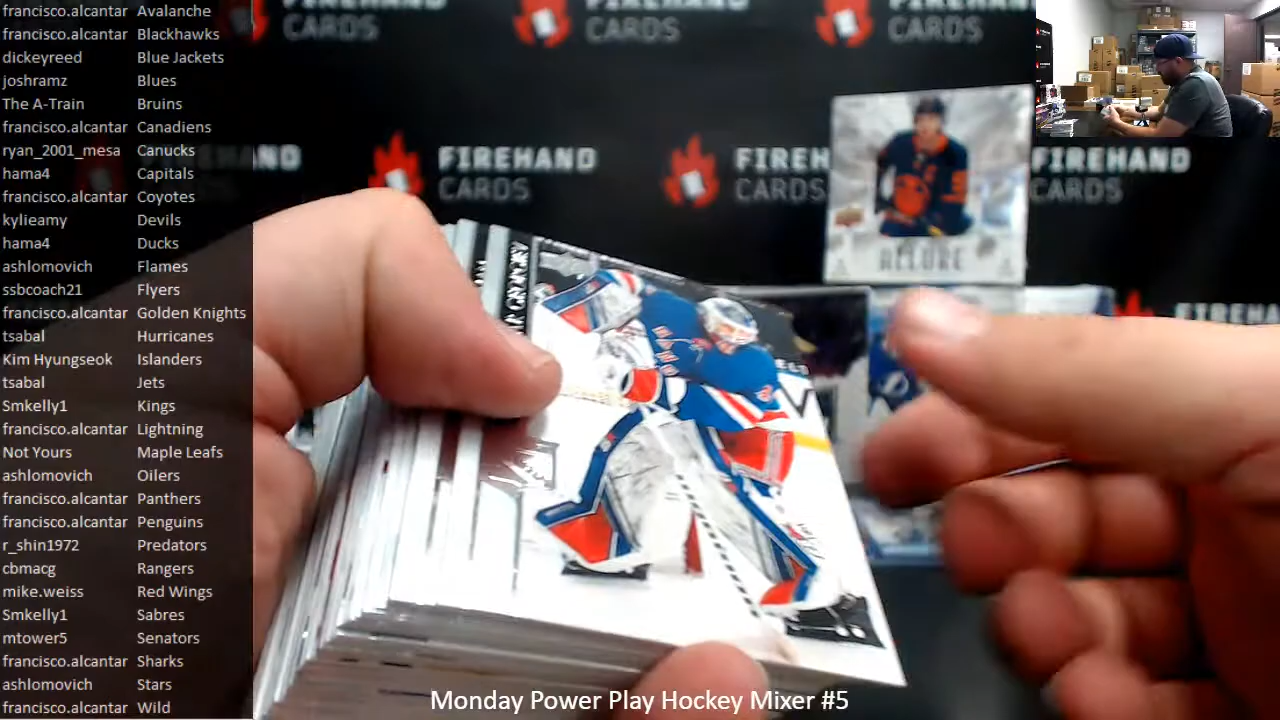 francisco.alcantar Avalanche
francisco.alcantar Blackhawks
dickeyreed Blue Jackets
joshramz Blues
The A-Train Bruins
francisco.alcantar Canadiens
ryan_2001_mesa Canucks
hama4 Capitals
francisco.alcantar Coyotes
kylieamy Devils
hama4 Ducks
ashlomovich Flames
ssbcoach21 Flyers
francisco.alcantar Golden Knights
tsabal Hurricanes
Kim Hyungseok Islanders
tsabal Jets
Smkelly1 Kings
francisco.alcantar Lightning
Not Yours Maple Leafs
ashlomovich Oilers
francisco.alcantar Panthers
francisco.alcantar Penguins
r_shin1972 Predators
cbmacg Rangers
mike.weiss Red Wings
Smkelly1 Sabres
mtower5 Senators
francisco.alcantar Sharks
ashlomovich Stars
francisco.alcantar Wild
CARDS
CARDS
CARDS
FIREHAND
CARDS
FIREH
CARDS
FIREHAND
CARDS
ALLURE
Monday Power Play Hockey Mixer #5